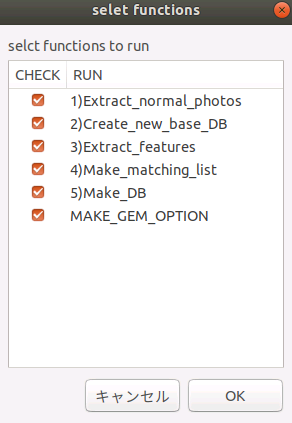 selet functions
selct functions to run
CHECK RUN
1)Extract_normal_photos
2)Create_new_base_DB
3)Extract_features
4)Make_matching_list
5)Make_DB
MAKE_GEM_OPTION
キャンセル OK